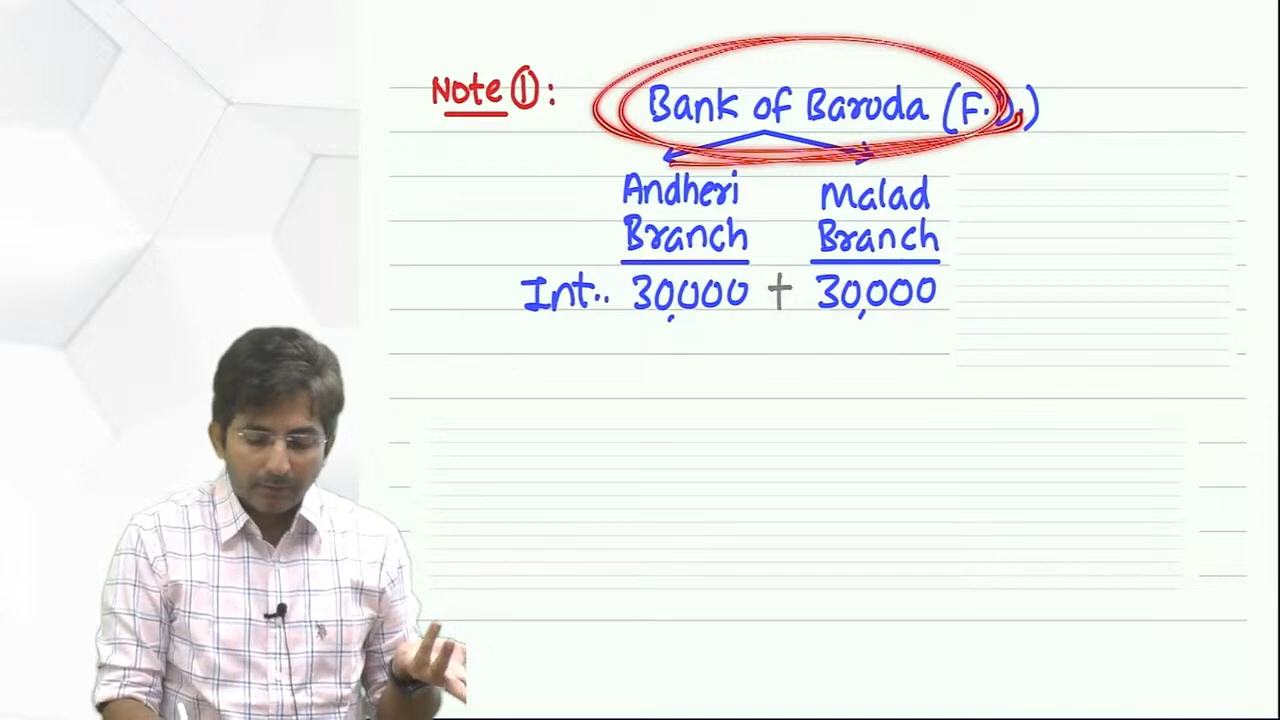 Note ①: Bank of Baroda (F.D.)
Andheri Malad
Branch Branch
Int.. 30,000 + 30,000